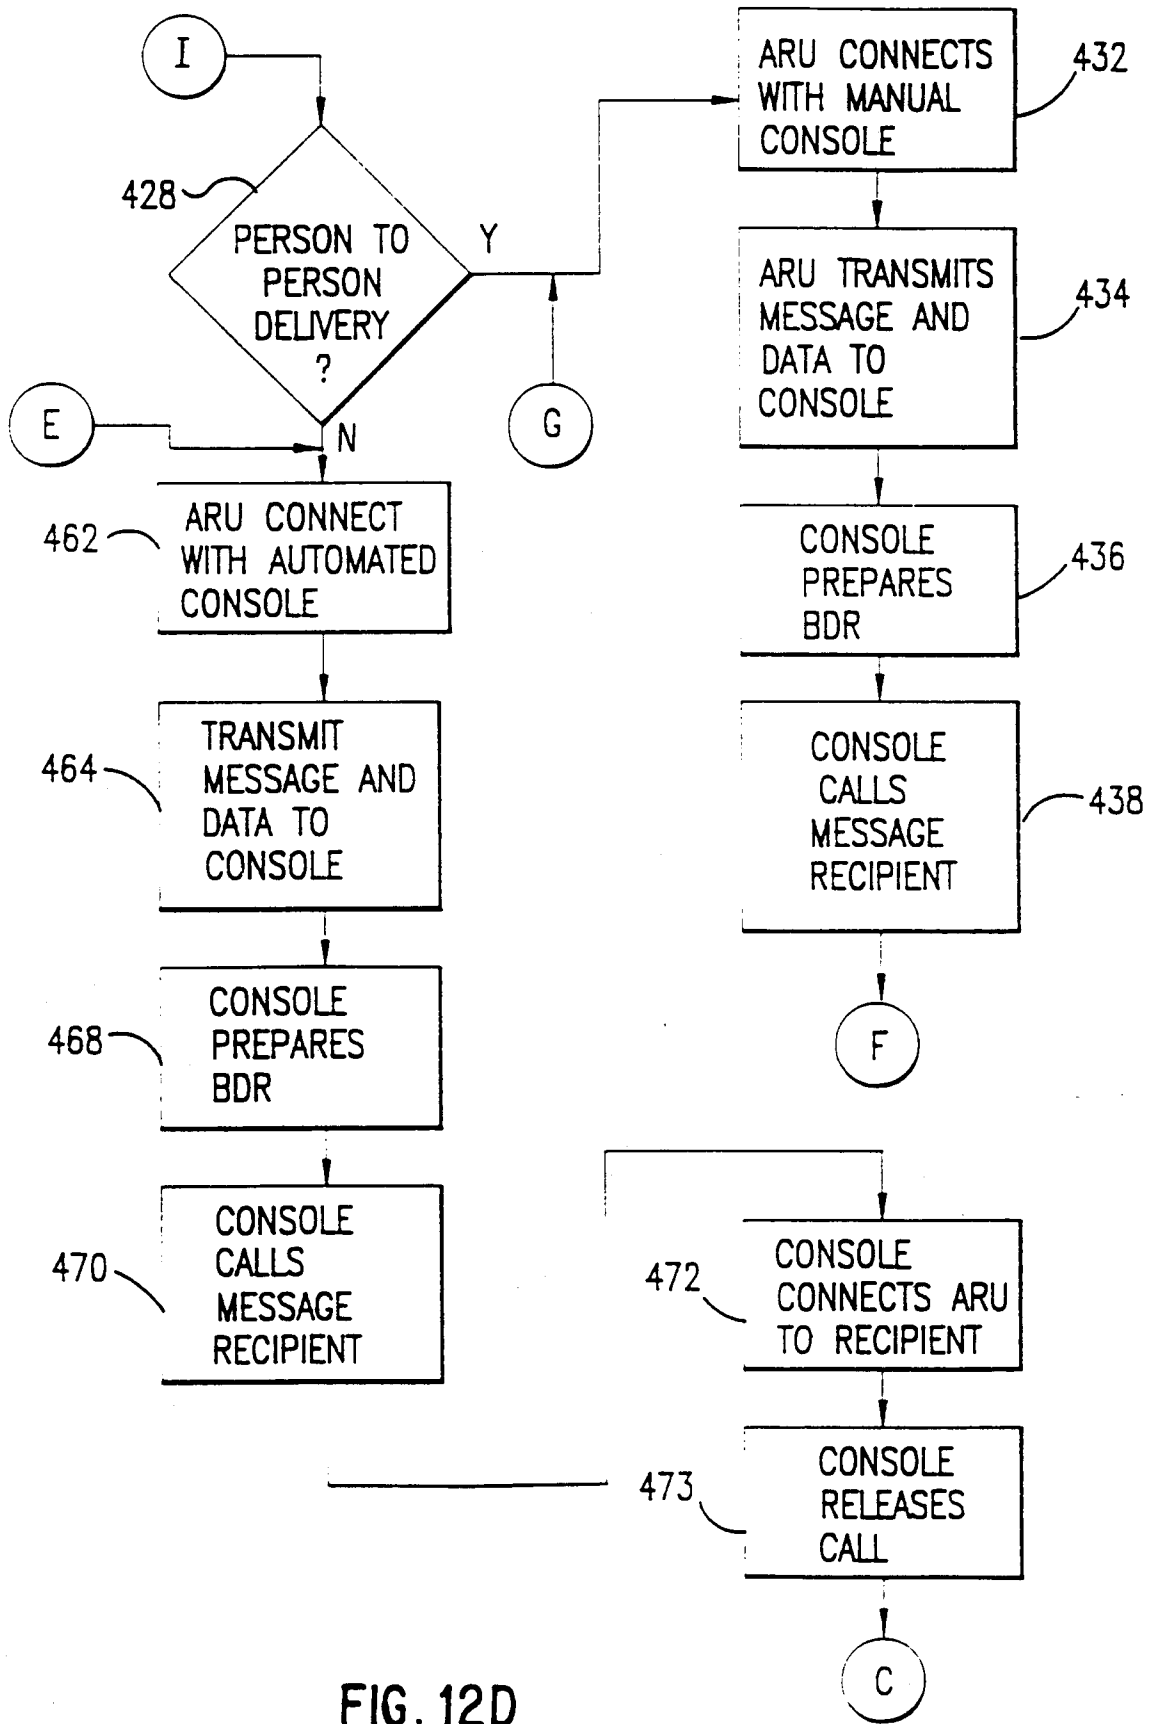 I
428
PERSON TO
PERSON
DELIVERY
?
Y
N
E
G
462
ARU CONNECT
WITH AUTOMATED
CONSOLE
464
TRANSMIT
MESSAGE AND
DATA TO
CONSOLE
468
CONSOLE
PREPARES
BDR
470
CONSOLE
CALLS
MESSAGE
RECIPIENT
432
ARU CONNECTS
WITH MANUAL
CONSOLE
434
ARU TRANSMITS
MESSAGE AND
DATA TO
CONSOLE
436
CONSOLE
PREPARES
BDR
438
CONSOLE
CALLS
MESSAGE
RECIPIENT
F
472
CONSOLE
CONNECTS ARU
TO RECIPIENT
473
CONSOLE
RELEASES
CALL
C
FIG. 12D